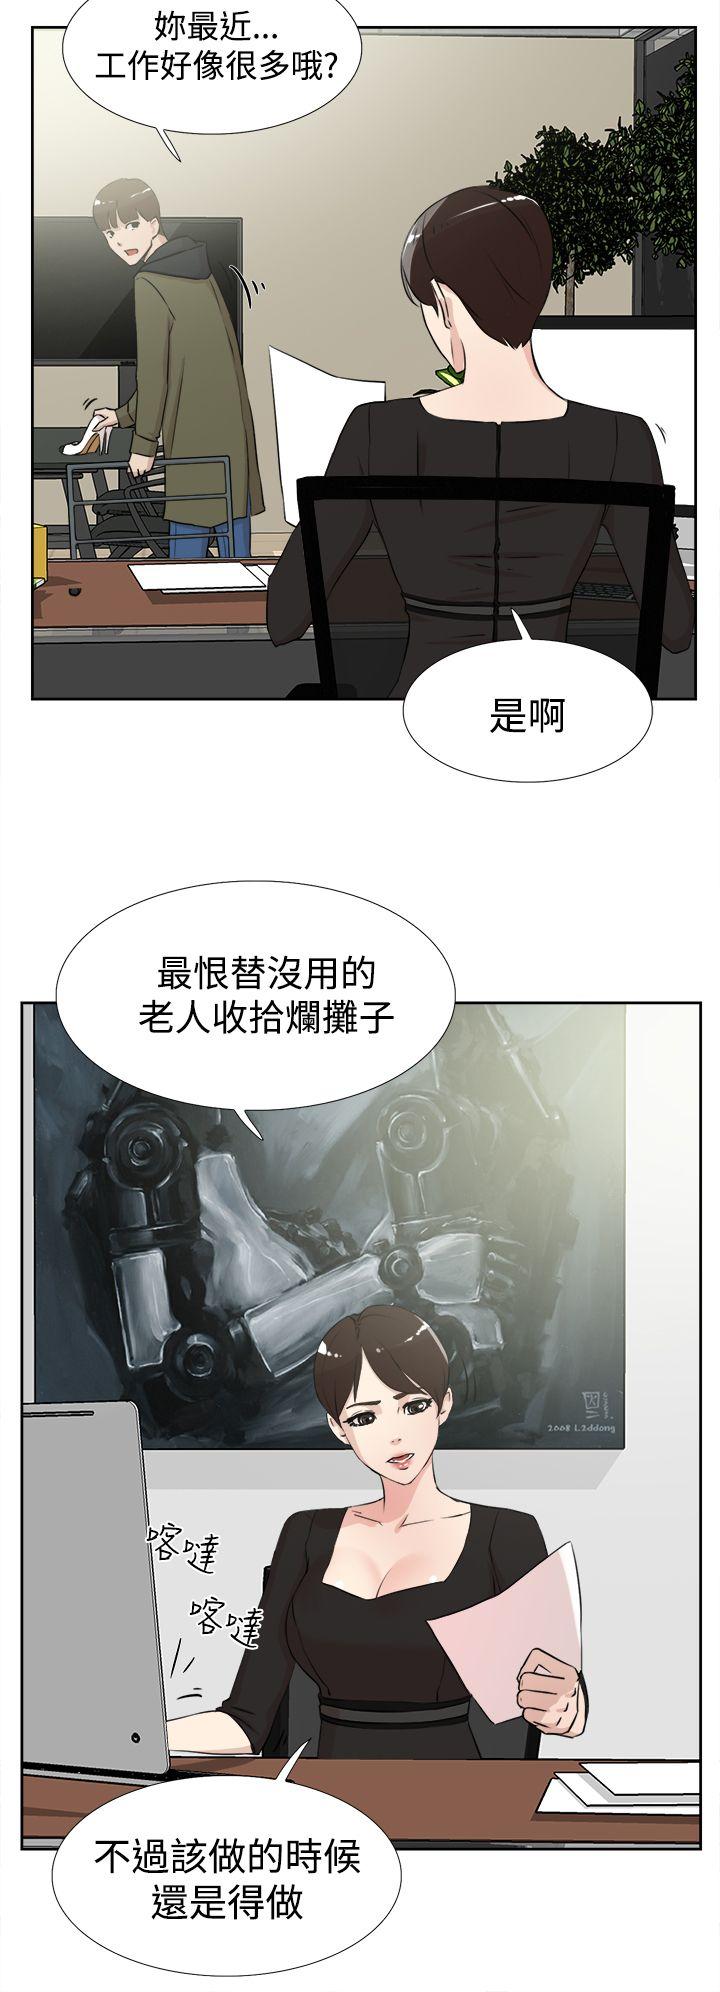 妳最近...
工作好像很多哦?
是啊
最恨替沒用的
老人收拾爛攤子
2008 L2ddong
喀噠
喀噠
不過該做的時候
還是得做